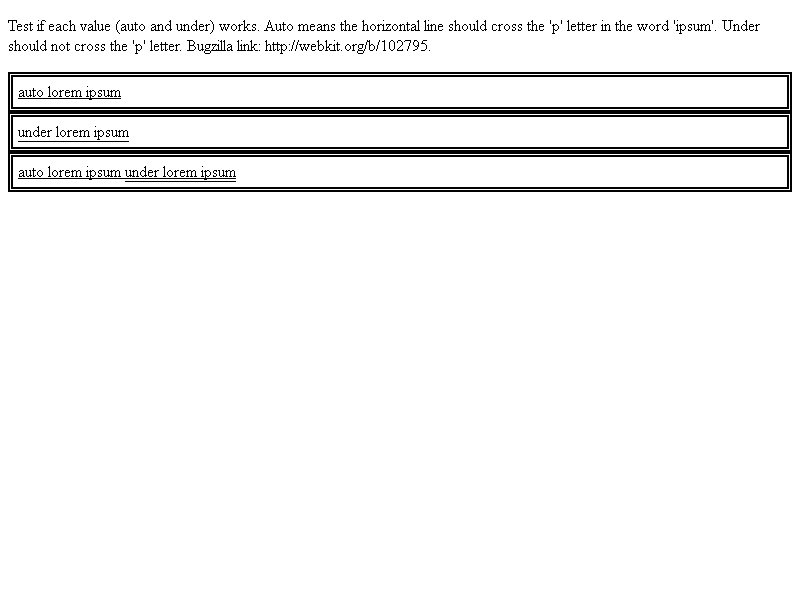 Test if each value (auto and under) works. Auto means the horizontal line should cross the 'p' letter in the word 'ipsum'. Under
should not cross the 'p' letter. Bugzilla link: http://webkit.org/b/102795.
auto lorem ipsum
under lorem ipsum
auto lorem ipsum under lorem ipsum